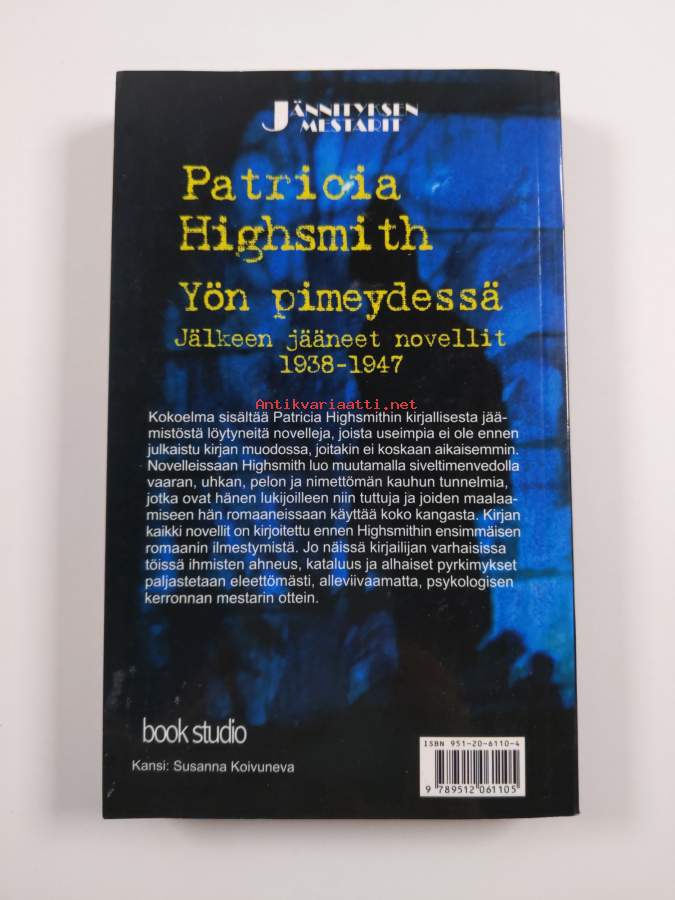 JÄNNITYKSEN
MESTARIT
Patricia
Highsmith
Yön pimeydessä
Jälkeen jääneet novellit
1938-1947
Antikvariaatti.net
Kokoelma sisältää Patricia Highsmithin kirjallisesta jää-
mistöstä löytyneitä novelleja, joista useimpia ei ole ennen
julkaistu kirjan muodossa, joitakin ei koskaan aikaisemmin.
Novelleissaan Highsmith luo muutamalla siveltimenvedolla
vaaran, uhkan, pelon ja nimettömän kauhun tunnelmia,
jotka ovat hänen lukijoilleen niin tuttuja ja joiden maalaa-
miseen hän romaaneissaan käyttää koko kangasta. Kirjan
kaikki novellit on kirjoitettu ennen Highsmithin ensimmäisen
romaanin ilmestymistä. Jo näissä kirjailijan varhaisissa
töissä ihmisten ahneus, kataluus ja alhaiset pyrkimykset
paljastetaan eleettömästi, alleviivaamatta, psykologisen
kerronnan mestarin ottein.
book studio
Kansi: Susanna Koivuneva
ISBN 951-20-6110-4
9 789512 061105